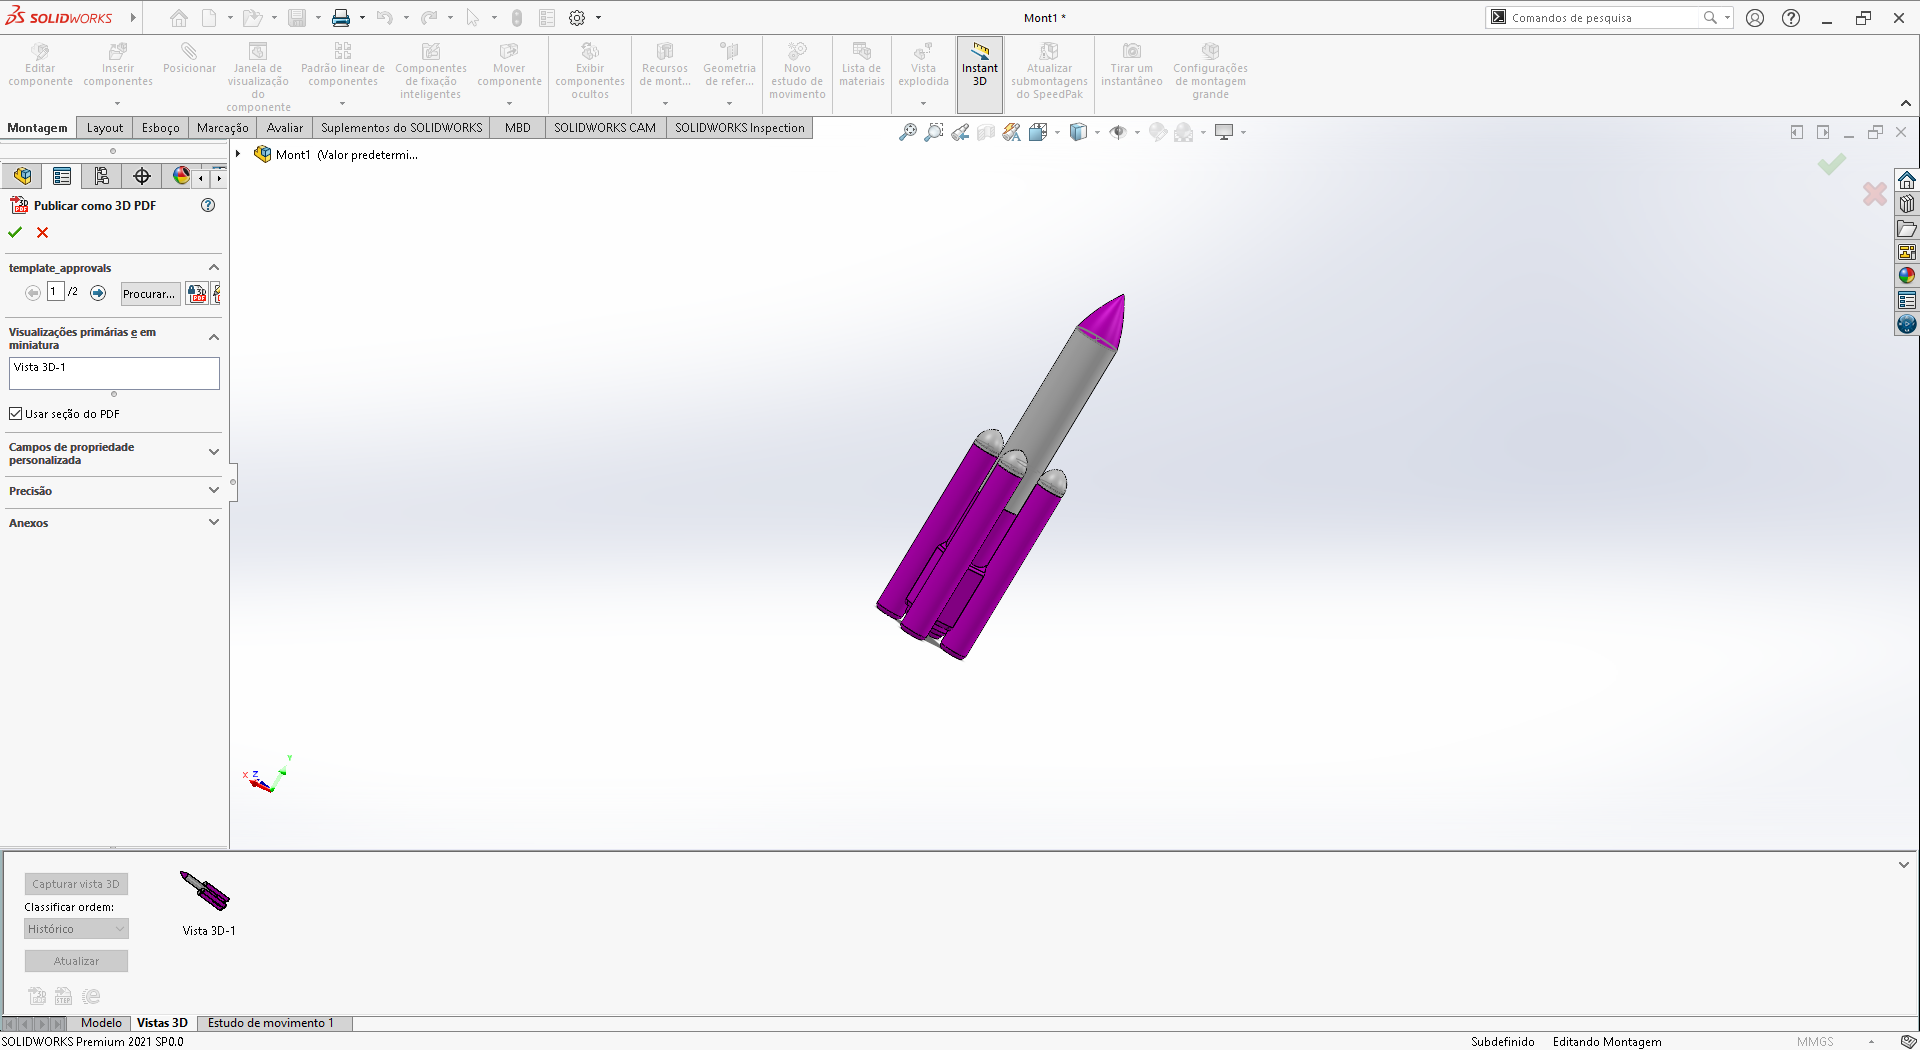 SOLIDWORKS
Mont1 *
Comandos de pesquisa
Editar
componente
Inserir
componentes
Posicionar
Janela de
visualização
do
componente
Padrão linear de
componentes
Componentes
de fixação
inteligentes
Mover
componente
Exibir
componentes
ocultos
Recursos
de mont...
Geometria
de refer...
Novo
estudo de
movimento
Lista de
materiais
Vista
explodida
Instant
3D
Atualizar
submontagens
do SpeedPak
Tirar um
instantâneo
Configurações
de montagem
grande
Montagem
Layout
Esboço
Marcação
Avaliar
Suplementos do SOLIDWORKS
MBD
SOLIDWORKS CAM
SOLIDWORKS Inspection
Mont1 (Valor predetermi...
Publicar como 3D PDF
template_approvals
1 /2
Procurar...
Visualizações primárias e em
miniatura
Vista 3D-1
Usar seção do PDF
Campos de propriedade
personalizada
Precisão
Anexos
X
Z
Y
Capturar vista 3D
Classificar ordem:
Histórico
Atualizar
Vista 3D-1
Modelo
Vistas 3D
Estudo de movimento 1
SOLIDWORKS Premium 2021 SP0.0
Subdefinido
Editando Montagem
MMGS